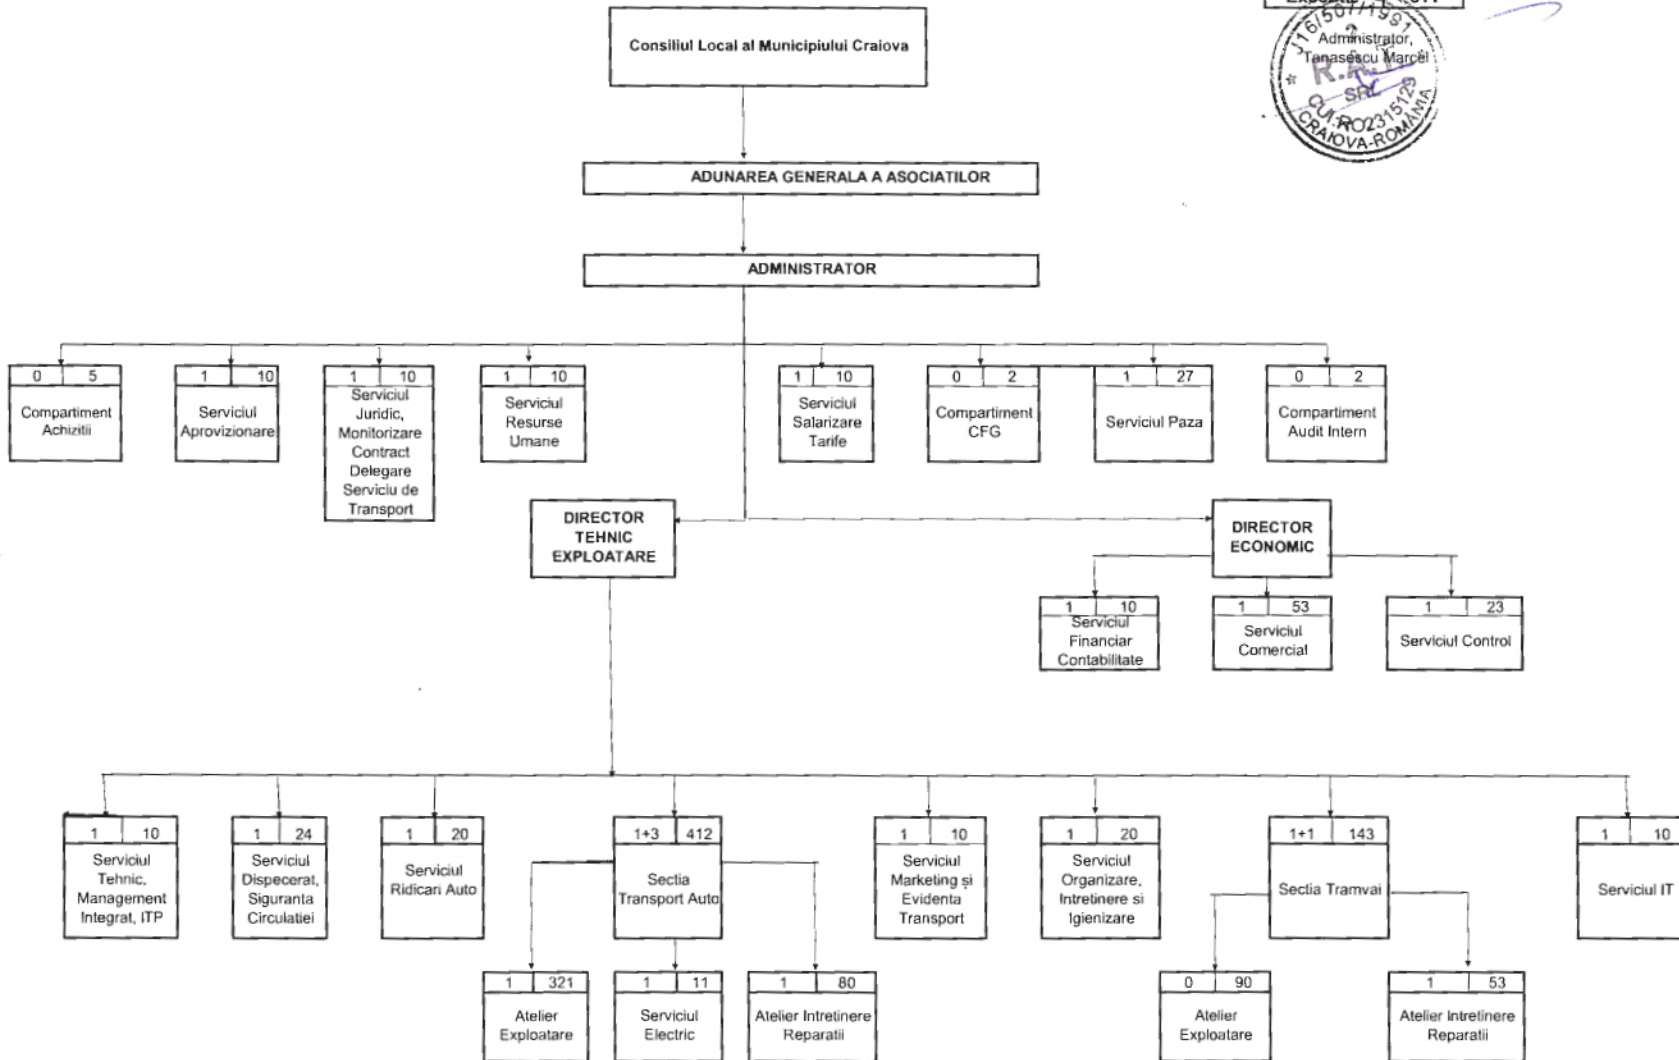 J16/507/1991
Administrator,
Tanasescu Marcel
R.A.T.
SRL
CUI:RO2315129
CRAIOVA-ROMÂNIA
Consiliul Local al Municipiului Craiova
ADUNAREA GENERALA A ASOCIATILOR
ADMINISTRATOR
0 5
Compartiment
Achizitii
1 10
Serviciul
Aprovizionare
1 10
Serviciul
Juridic,
Monitorizare
Contract
Delegare
Serviciu de
Transport
1 10
Serviciul
Resurse
Umane
1 10
Serviciul
Salarizare
Tarife
0 2
Compartiment
CFG
1 27
Serviciul Paza
0 2
Compartiment
Audit Intern
DIRECTOR
TEHNIC
EXPLOATARE
DIRECTOR
ECONOMIC
1 10
Serviciul
Financiar
Contabilitate
1 53
Serviciul
Comercial
1 23
Serviciul Control
1 10
Serviciul
Tehnic,
Management
Integrat, ITP
1 24
Serviciul
Dispecerat,
Siguranta
Circulatiei
1 20
Serviciul
Ridicari Auto
1+3 412
Sectia
Transport Auto
1 10
Serviciul
Marketing și
Evidenta
Transport
1 20
Serviciul
Organizare,
Intretinere si
Igienizare
1+1 143
Sectia Tramvai
1 10
Serviciul IT
1 321
Atelier
Exploatare
1 11
Serviciul
Electric
1 80
Atelier Intretinere
Reparatii
0 90
Atelier
Exploatare
1 53
Atelier Intretinere
Reparatii